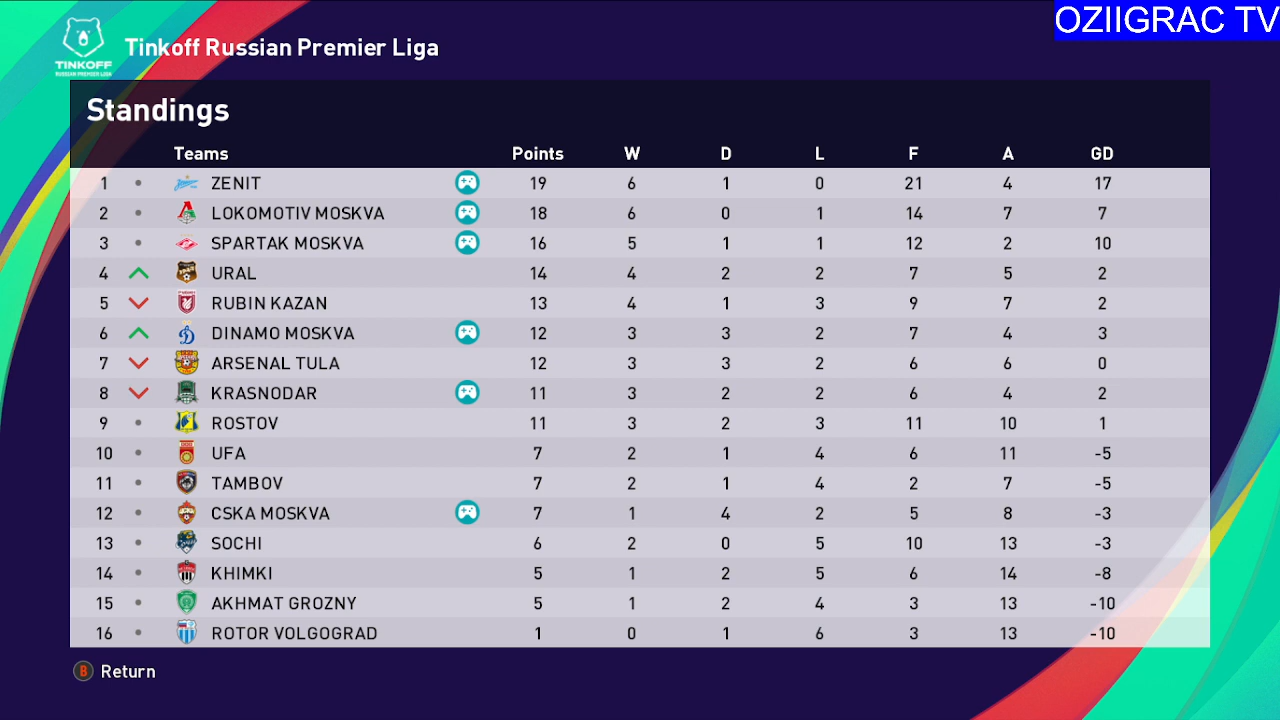 OZIIGRAC TV
Tinkoff Russian Premier Liga
TINKOFF
RUSSIAN PREMIER LIGA
Standings
Teams Points W D L F A GD
1 ZENIT 19 6 1 0 21 4 17
2 LOKOMOTIV MOSKVA 18 6 0 1 14 7 7
3 SPARTAK MOSKVA 16 5 1 1 12 2 10
4 URAL 14 4 2 2 7 5 2
5 RUBIN KAZAN 13 4 1 3 9 7 2
6 DINAMO MOSKVA 12 3 3 2 7 4 3
7 ARSENAL TULA 12 3 3 2 6 6 0
8 KRASNODAR 11 3 2 2 6 4 2
9 ROSTOV 11 3 2 3 11 10 1
10 UFA 7 2 1 4 6 11 -5
11 TAMBOV 7 2 1 4 2 7 -5
12 CSKA MOSKVA 7 1 4 2 5 8 -3
13 SOCHI 6 2 0 5 10 13 -3
14 KHIMKI 5 1 2 5 6 14 -8
15 AKHMAT GROZNY 5 1 2 4 3 13 -10
16 ROTOR VOLGOGRAD 1 0 1 6 3 13 -10
B Return